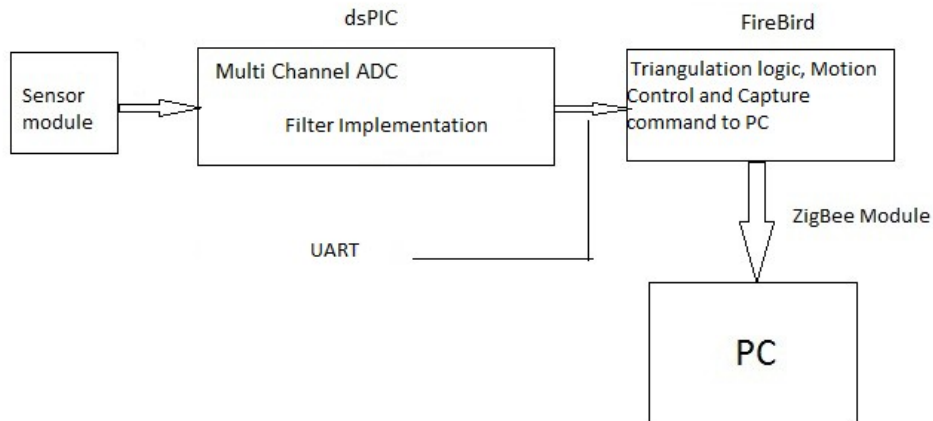 dsPIC
FireBird
Sensor
module
Multi Channel ADC
Filter Implementation
Triangulation logic, Motion
Control and Capture
command to PC
UART
ZigBee Module
PC